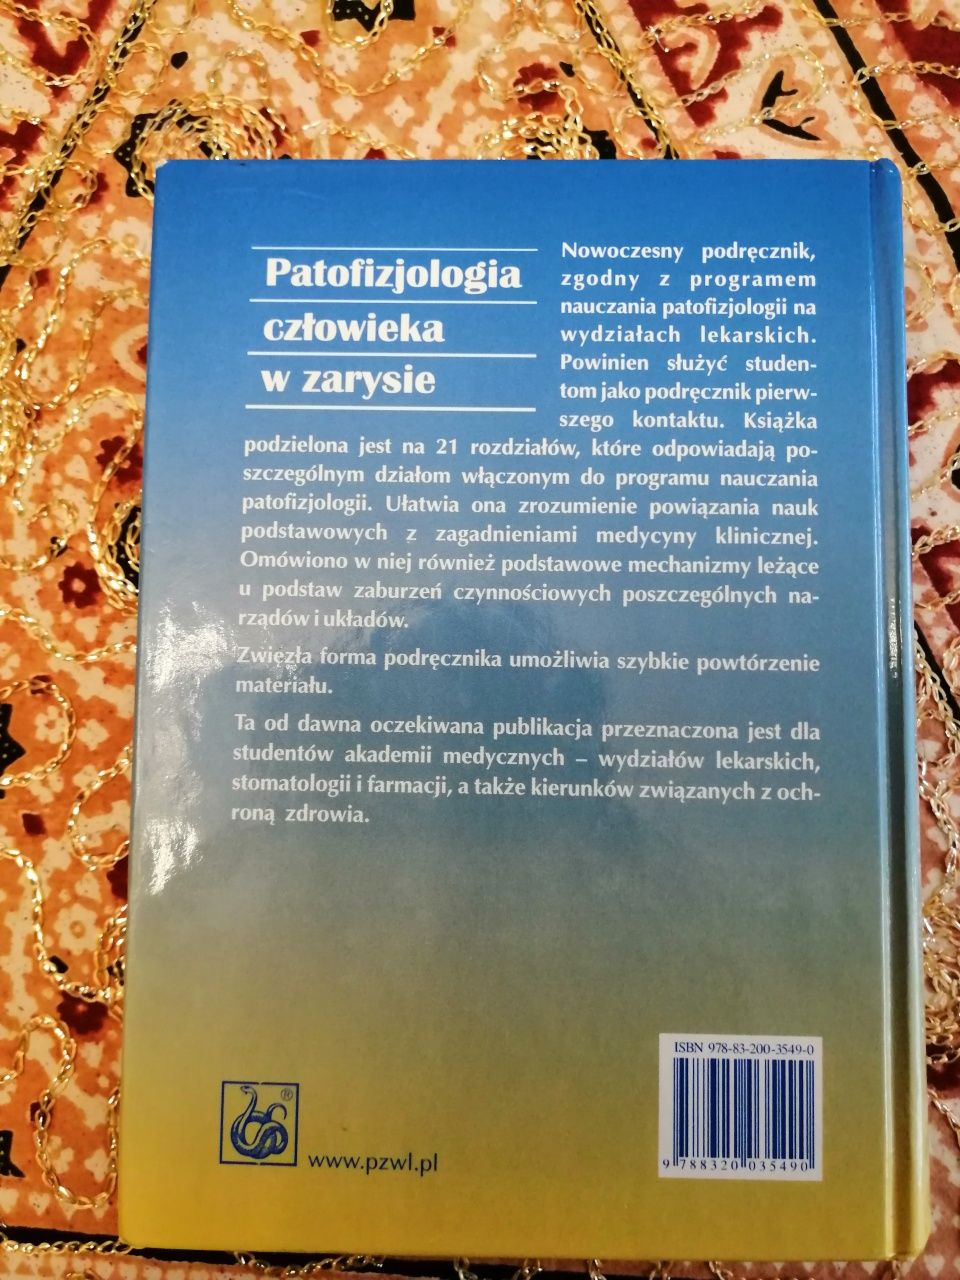 Patofizjologia
człowieka
w zarysie
Nowoczesny podręcznik,
zgodny z programem
nauczania patofizjologii na
wydziałach lekarskich.
Powinien służyć studen-
tom jako podręcznik pierw-
szego kontaktu. Książka
podzielona jest na 21 rozdziałów, które odpowiadają po-
szczególnym działom włączonym do programu nauczania
patofizjologii. Ułatwia ona zrozumienie powiązania nauk
podstawowych z zagadnieniami medycyny klinicznej.
Omówiono w niej również podstawowe mechanizmy leżące
u podstaw zaburzeń czynnościowych poszczególnych na-
rządów i układów.
Zwięzła forma podręcznika umożliwia szybkie powtórzenie
materiału.
Ta od dawna oczekiwana publikacja przeznaczona jest dla
studentów akademii medycznych – wydziałów lekarskich,
stomatologii i farmacji, a także kierunków związanych z och-
roną zdrowia.
ISBN 978-83-200-3549-0
9 788320 035490
®
www.pzwl.pl